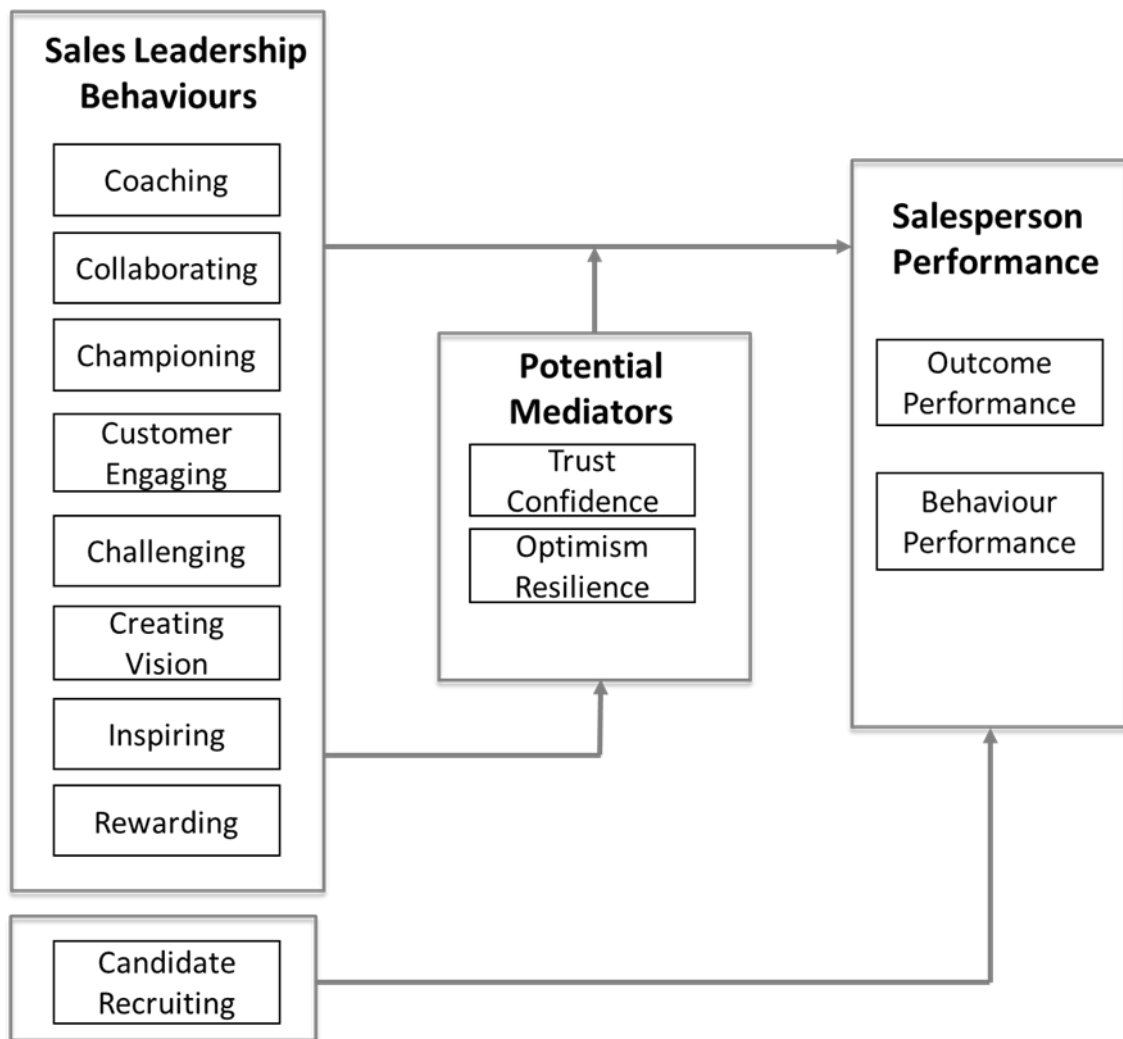 Sales Leadership
Behaviours
Coaching
Collaborating
Championing
Customer
Engaging
Challenging
Creating
Vision
Inspiring
Rewarding
Candidate
Recruiting
Potential
Mediators
Trust
Confidence
Optimism
Resilience
Salesperson
Performance
Outcome
Performance
Behaviour
Performance